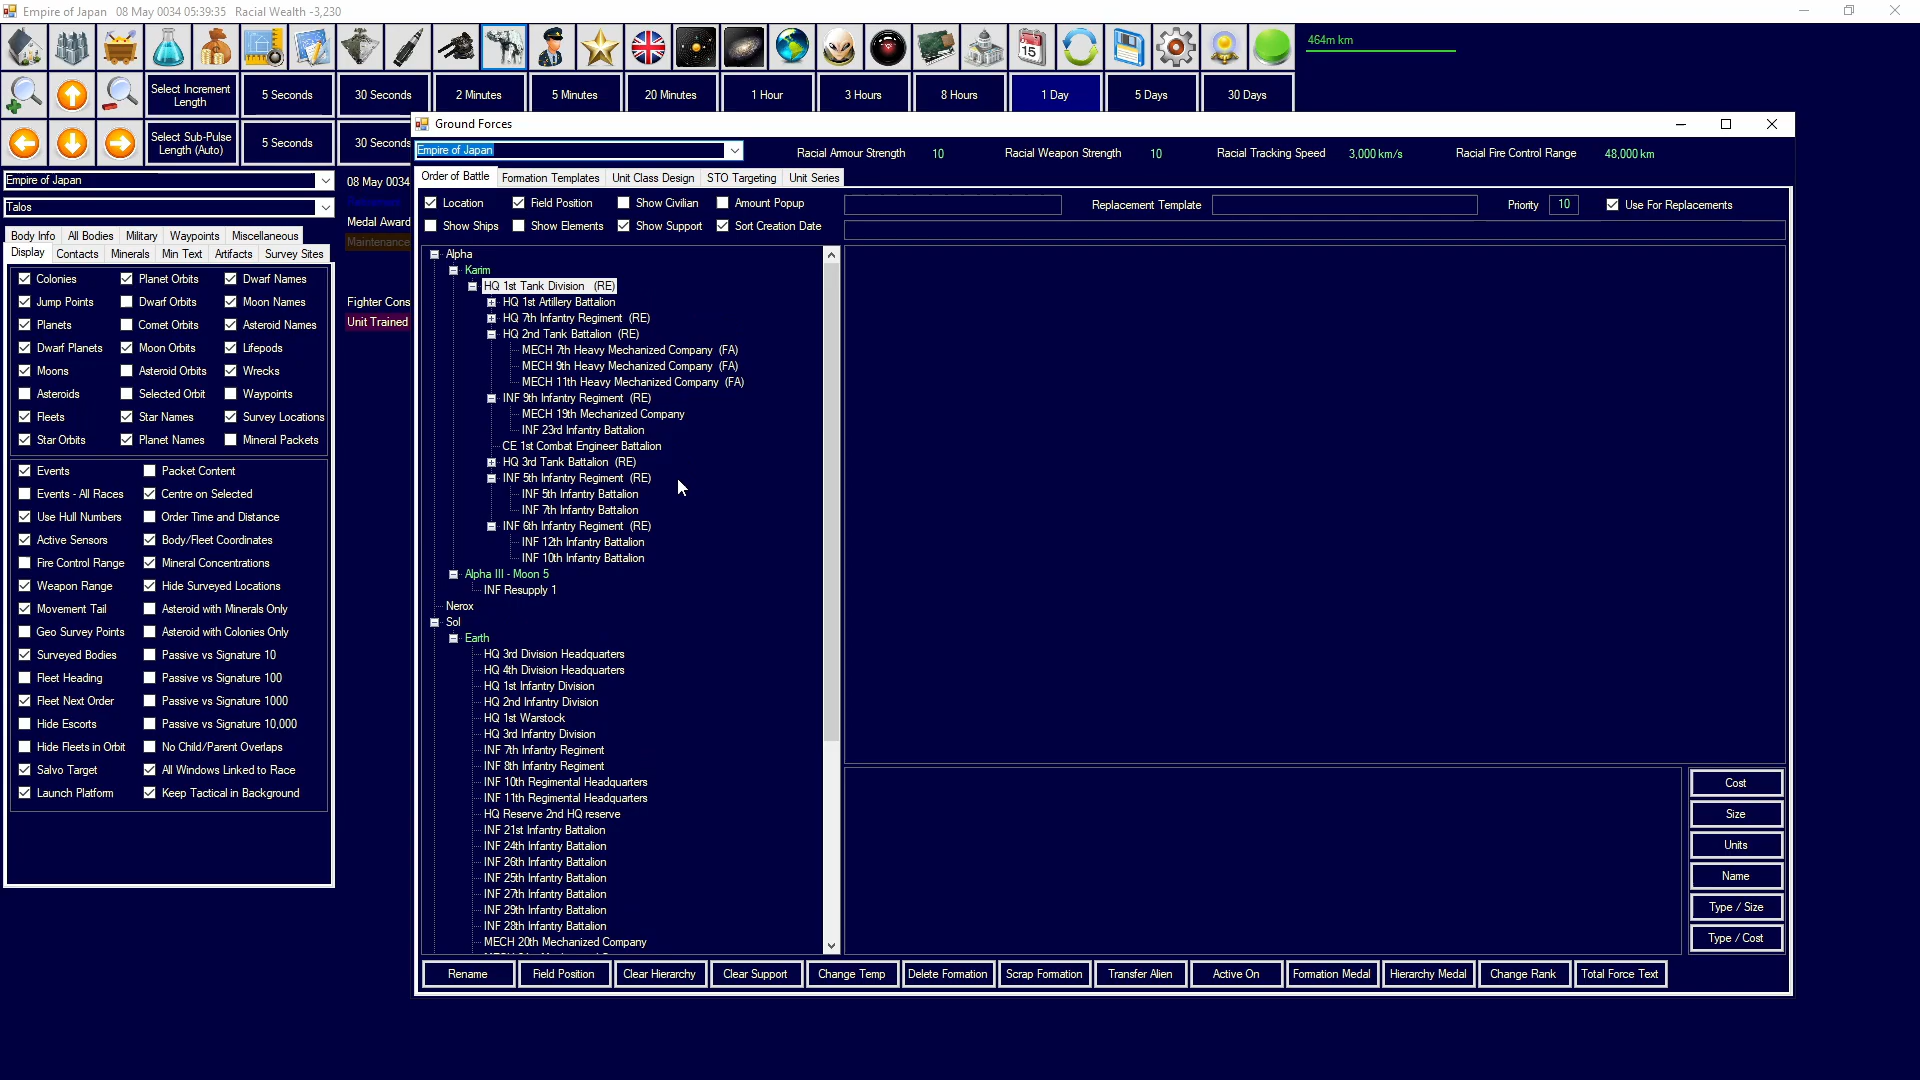 Empire of Japan   08 May 0034 05:39:35   Racial Wealth -3,230
15
464m km
Select Increment Length
5 Seconds
30 Seconds
2 Minutes
5 Minutes
20 Minutes
1 Hour
3 Hours
8 Hours
1 Day
5 Days
30 Days
Select Sub-Pulse Length (Auto)
5 Seconds
30 Seconds
Empire of Japan
Talos
Body Info
All Bodies
Military
Waypoints
Miscellaneous
Display
Contacts
Minerals
Min Text
Artifacts
Survey Sites
Colonies
Planet Orbits
Dwarf Names
Jump Points
Dwarf Orbits
Moon Names
Planets
Comet Orbits
Asteroid Names
Dwarf Planets
Moon Orbits
Lifepods
Moons
Asteroid Orbits
Wrecks
Asteroids
Selected Orbit
Waypoints
Fleets
Star Names
Survey Locations
Star Orbits
Planet Names
Mineral Packets
Events
Packet Content
Events - All Races
Centre on Selected
Use Hull Numbers
Order Time and Distance
Active Sensors
Body/Fleet Coordinates
Fire Control Range
Mineral Concentrations
Weapon Range
Hide Surveyed Locations
Movement Tail
Asteroid with Minerals Only
Geo Survey Points
Asteroid with Colonies Only
Surveyed Bodies
Passive vs Signature 10
Fleet Heading
Passive vs Signature 100
Fleet Next Order
Passive vs Signature 1000
Hide Escorts
Passive vs Signature 10,000
Hide Fleets in Orbit
No Child/Parent Overlaps
Salvo Target
All Windows Linked to Race
Launch Platform
Keep Tactical in Background
08 May 0034
Medal Award
Maintenance
Fighter Cons
Unit Trained
Ground Forces
Empire of Japan
Racial Armour Strength   10
Racial Weapon Strength   10
Racial Tracking Speed   3,000 km/s
Racial Fire Control Range   48,000 km
Order of Battle
Formation Templates
Unit Class Design
STO Targeting
Unit Series
Location
Field Position
Show Civilian
Amount Popup
Show Ships
Show Elements
Show Support
Sort Creation Date
Replacement Template
Priority
10
Use For Replacements
Alpha
Karim
HQ 1st Tank Division   (RE)
HQ 1st Artillery Battalion
HQ 7th Infantry Regiment   (RE)
HQ 2nd Tank Battalion   (RE)
MECH 7th Heavy Mechanized Company   (FA)
MECH 9th Heavy Mechanized Company   (FA)
MECH 11th Heavy Mechanized Company   (FA)
INF 9th Infantry Regiment   (RE)
MECH 19th Mechanized Company
INF 23rd Infantry Battalion
CE 1st Combat Engineer Battalion
HQ 3rd Tank Battalion   (RE)
INF 5th Infantry Regiment   (RE)
INF 5th Infantry Battalion
INF 7th Infantry Battalion
INF 6th Infantry Regiment   (RE)
INF 12th Infantry Battalion
INF 10th Infantry Battalion
Alpha III - Moon 5
INF Resupply 1
Nerox
Sol
Earth
HQ 3rd Division Headquarters
HQ 4th Division Headquarters
HQ 1st Infantry Division
HQ 2nd Infantry Division
HQ 1st Warstock
HQ 3rd Infantry Division
INF 7th Infantry Regiment
INF 8th Infantry Regiment
INF 10th Regimental Headquarters
INF 11th Regimental Headquarters
HQ Reserve 2nd HQ reserve
INF 21st Infantry Battalion
INF 24th Infantry Battalion
INF 26th Infantry Battalion
INF 25th Infantry Battalion
INF 27th Infantry Battalion
INF 29th Infantry Battalion
INF 28th Infantry Battalion
MECH 20th Mechanized Company
Cost
Size
Units
Name
Type / Size
Type / Cost
Rename
Field Position
Clear Hierarchy
Clear Support
Change Temp
Delete Formation
Scrap Formation
Transfer Alien
Active On
Formation Medal
Hierarchy Medal
Change Rank
Total Force Text